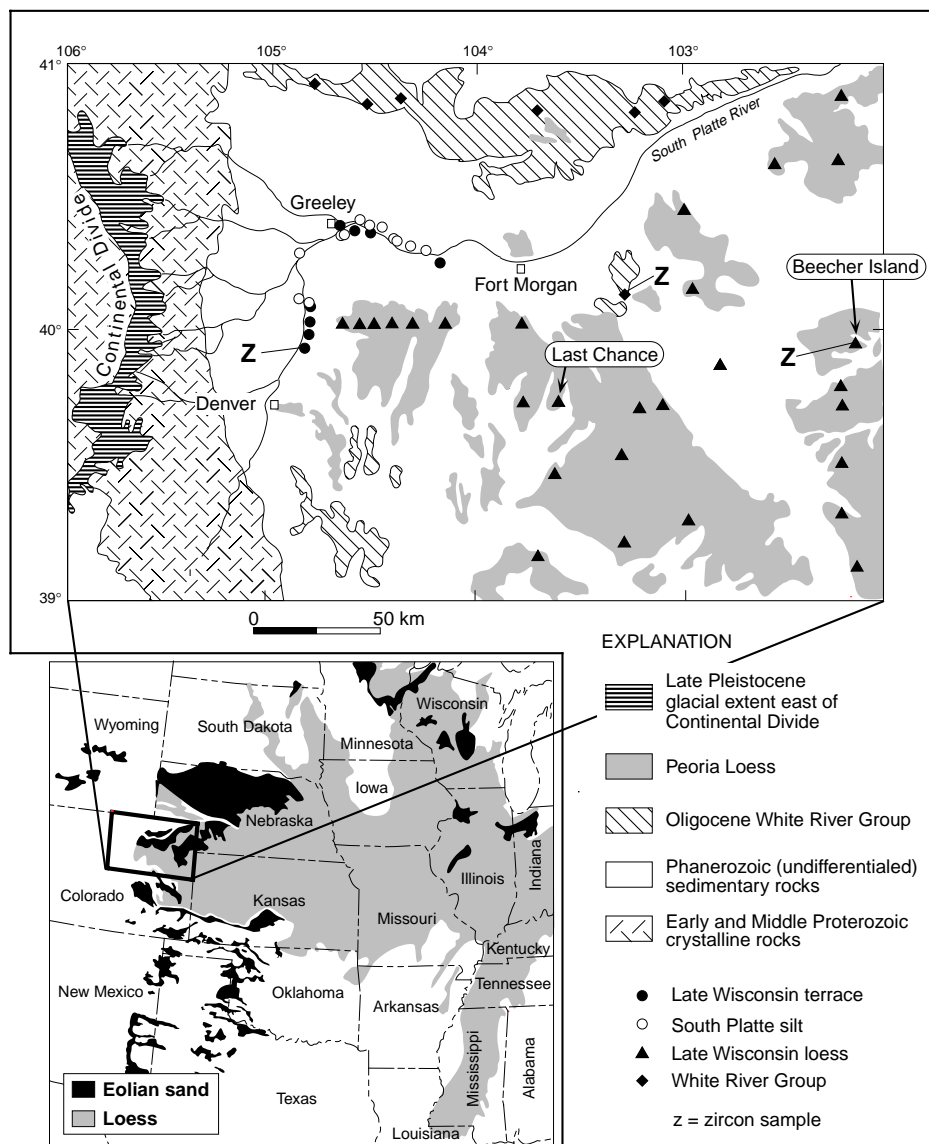 106°
105°
104°
103°
41°
South Platte River
Greeley
Continental Divide
Fort Morgan
Z
Beecher Island
40°
Z
Last Chance
Z
Denver
39°
0 50 km
EXPLANATION
Late Pleistocene
glacial extent east of
Continental Divide
Peoria Loess
Oligocene White River Group
Phanerozoic (undifferentialed)
sedimentary rocks
Early and Middle Proterozoic
crystalline rocks
Late Wisconsin terrace
South Platte silt
Late Wisconsin loess
White River Group
z = zircon sample
Wyoming
South Dakota
Minnesota
Wisconsin
Iowa
Nebraska
Illinois
Indiana
Colorado
Kansas
Missouri
Kentucky
Tennessee
New Mexico
Oklahoma
Arkansas
Mississippi
Alabama
Texas
Louisiana
Eolian sand
Loess